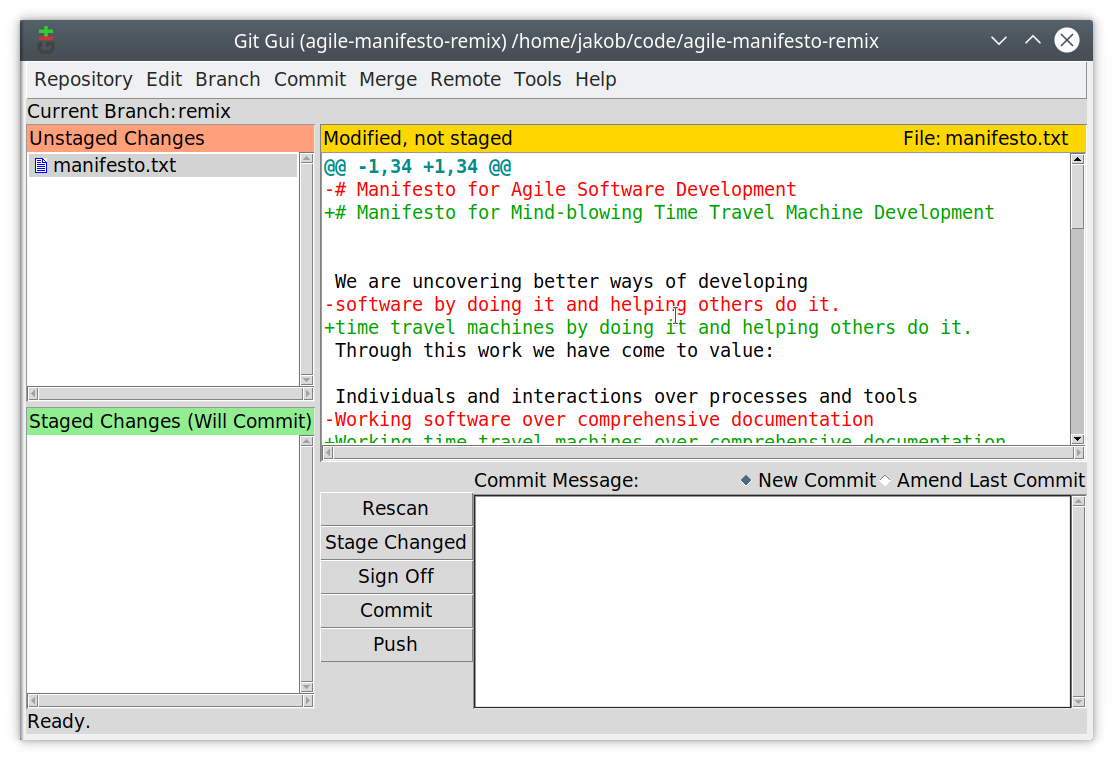 Git Gui (agile-manifesto-remix) /home/jakob/code/agile-manifesto-remix
Repository Edit Branch Commit Merge Remote Tools Help
Current Branch: remix
Unstaged Changes
manifesto.txt
Staged Changes (Will Commit)
Modified, not staged File: manifesto.txt
@@ -1,34 +1,34 @@
-# Manifesto for Agile Software Development
+# Manifesto for Mind-blowing Time Travel Machine Development
We are uncovering better ways of developing
-software by doing it and helping others do it.
+time travel machines by doing it and helping others do it.
Through this work we have come to value:
Individuals and interactions over processes and tools
-Working software over comprehensive documentation
+Working time travel machines over comprehensive documentation
Commit Message: New Commit Amend Last Commit
Rescan
Stage Changed
Sign Off
Commit
Push
Ready.